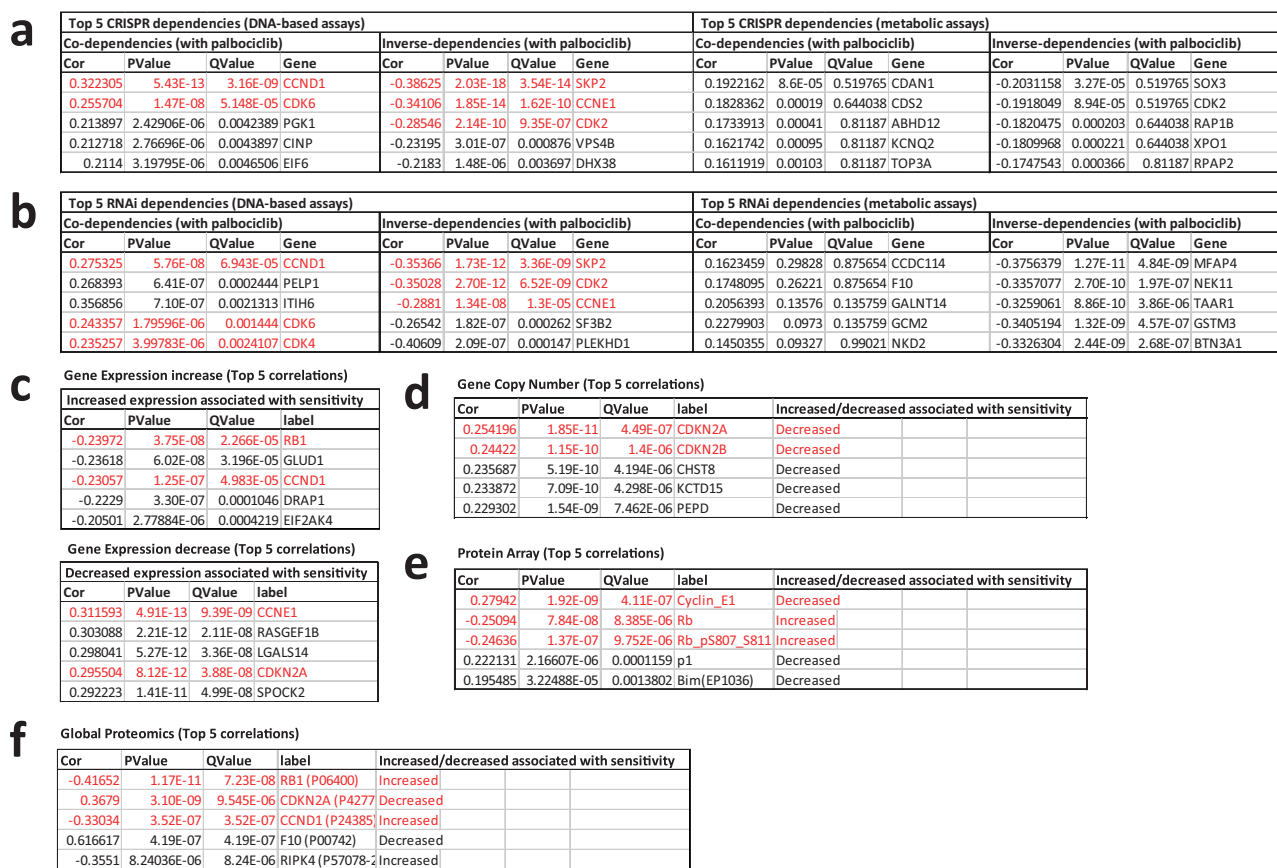 a
Top 5 CRISPR dependencies (DNA-based assays) Top 5 CRISPR dependencies (metabolic assays)
Co-dependencies (with palbociclib) Inverse-dependencies (with palbociclib) Co-dependencies (with palbociclib) Inverse-dependencies (with palbociclib)
Cor PValue QValue Gene Cor PValue QValue Gene Cor PValue QValue Gene Cor PValue QValue Gene
0.322305 5.43E-13 3.16E-09 CCND1 -0.38625 2.03E-18 3.54E-14 SKP2 0.1922162 8.6E-05 0.519765 CDAN1 -0.2031158 3.27E-05 0.519765 SOX3
0.255704 1.47E-08 5.148E-05 CDK6 -0.34106 1.85E-14 1.62E-10 CCNE1 0.1828362 0.00019 0.644038 CDS2 -0.1918049 8.94E-05 0.519765 CDK2
0.213897 2.42906E-06 0.0042389 PGK1 -0.28546 2.14E-10 9.35E-07 CDK2 0.1733913 0.00041 0.81187 ABHD12 -0.1820475 0.000203 0.644038 RAP1B
0.212718 2.76696E-06 0.0043897 CINP -0.23195 3.01E-07 0.000876 VPS4B 0.1621742 0.00095 0.81187 KCNQ2 -0.1809968 0.000221 0.644038 XPO1
0.2114 3.19795E-06 0.0046506 EIF6 -0.2183 1.48E-06 0.003697 DHX38 0.1611919 0.00103 0.81187 TOP3A -0.1747543 0.000366 0.81187 RPAP2
b
Top 5 RNAi dependencies (DNA-based assays) Top 5 RNAi dependencies (metabolic assays)
Co-dependencies (with palbociclib) Inverse-dependencies (with palbociclib) Co-dependencies (with palbociclib) Inverse-dependencies (with palbociclib)
Cor PValue QValue Gene Cor PValue QValue Gene Cor PValue QValue Gene Cor PValue QValue Gene
0.275325 5.76E-08 6.943E-05 CCND1 -0.35366 1.73E-12 3.36E-09 SKP2 0.1623459 0.29828 0.875654 CCDC114 -0.3756379 1.27E-11 4.84E-09 MFAP4
0.268393 6.41E-07 0.0002444 PELP1 -0.35028 2.70E-12 6.52E-09 CDK2 0.1748095 0.26221 0.875654 F10 -0.3357077 2.70E-10 1.97E-07 NEK11
0.356856 7.10E-07 0.0021313 ITIH6 -0.2881 1.34E-08 1.3E-05 CCNE1 0.2056393 0.13576 0.135759 GALNT14 -0.3259061 8.86E-10 3.86E-06 TAAR1
0.243357 1.79596E-06 0.001444 CDK6 -0.26542 1.82E-07 0.000262 SF3B2 0.2279903 0.0973 0.135759 GCM2 -0.3405194 1.32E-09 4.57E-07 GSTM3
0.235257 3.99783E-06 0.0024107 CDK4 -0.40609 2.09E-07 0.000147 PLEKHD1 0.1450355 0.09327 0.99021 NKD2 -0.3326304 2.44E-09 2.68E-07 BTN3A1
c
Gene Expression increase (Top 5 correlations)
Increased expression associated with sensitivity
Cor PValue QValue label
-0.23972 3.75E-08 2.266E-05 RB1
-0.23618 6.02E-08 3.196E-05 GLUD1
-0.23057 1.25E-07 4.983E-05 CCND1
-0.2229 3.30E-07 0.0001046 DRAP1
-0.20501 2.77884E-06 0.0004219 EIF2AK4
Gene Expression decrease (Top 5 correlations)
Decreased expression associated with sensitivity
Cor PValue QValue label
0.311593 4.91E-13 9.39E-09 CCNE1
0.303088 2.21E-12 2.11E-08 RASGEF1B
0.298041 5.27E-12 3.36E-08 LGALS14
0.295504 8.12E-12 3.88E-08 CDKN2A
0.292223 1.41E-11 4.99E-08 SPOCK2
d
Gene Copy Number (Top 5 correlations)
Cor PValue QValue label Increased/decreased associated with sensitivity
0.254196 1.85E-11 4.49E-07 CDKN2A Decreased
0.24422 1.15E-10 1.4E-06 CDKN2B Decreased
0.235687 5.19E-10 4.194E-06 CHST8 Decreased
0.233872 7.09E-10 4.298E-06 KCTD15 Decreased
0.229302 1.54E-09 7.462E-06 PEPD Decreased
e
Protein Array (Top 5 correlations)
Cor PValue QValue label Increased/decreased associated with sensitivity
0.27942 1.92E-09 4.11E-07 Cyclin_E1 Decreased
-0.25094 7.84E-08 8.385E-06 Rb Increased
-0.24636 1.37E-07 9.752E-06 Rb_pS807_S811 Increased
0.222131 2.16607E-06 0.0001159 p1 Decreased
0.195485 3.22488E-05 0.0013802 Bim(EP1036) Decreased
f
Global Proteomics (Top 5 correlations)
Cor PValue QValue label Increased/decreased associated with sensitivity
-0.41652 1.17E-11 7.23E-08 RB1 (P06400) Increased
0.3679 3.10E-09 9.545E-06 CDKN2A (P4277 Decreased
-0.33034 3.52E-07 3.52E-07 CCND1 (P24385) Increased
0.616617 4.19E-07 4.19E-07 F10 (P00742) Decreased
-0.3551 8.24036E-06 8.24E-06 RIPK4 (P57078-2 Increased